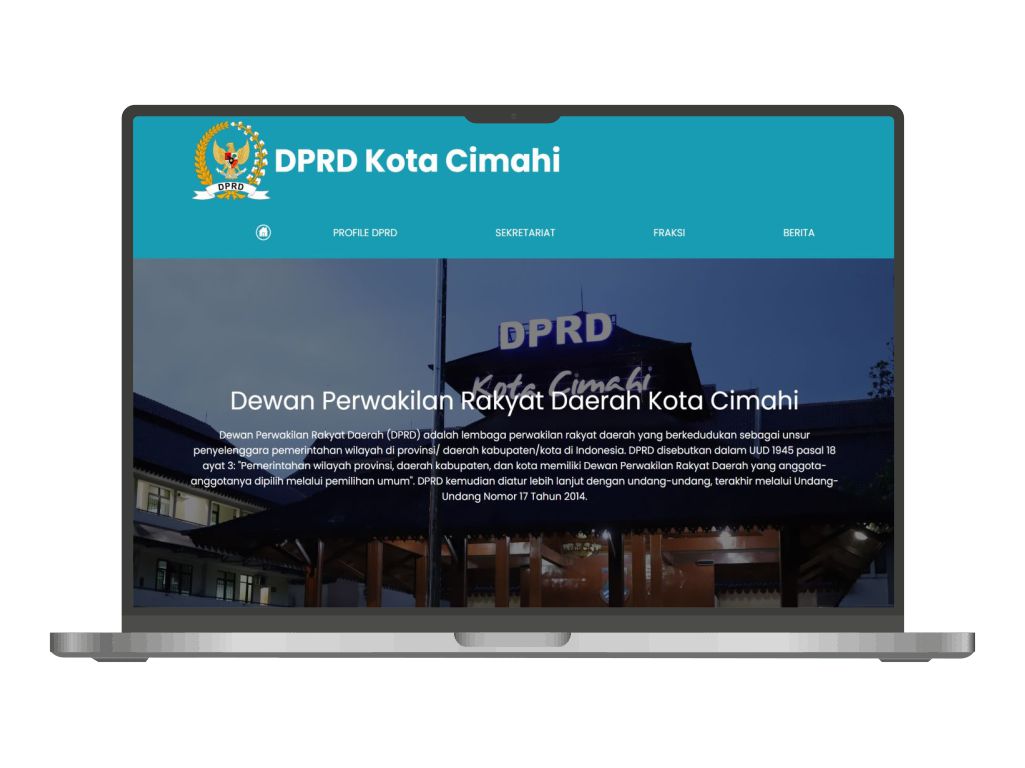 DPRD
DPRD Kota Cimahi
PROFILE DPRD SEKRETARIAT FRAKSI BERITA
DPRD
Kota Cimahi
Dewan Perwakilan Rakyat Daerah Kota Cimahi
Dewan Perwakilan Rakyat Daerah (DPRD) adalah lembaga perwakilan rakyat daerah yang berkedudukan sebagai unsur
penyelenggara pemerintahan wilayah di provinsi/ daerah kabupaten/kota di Indonesia. DPRD disebutkan dalam UUD 1945 pasal 18
ayat 3: "Pemerintahan wilayah provinsi, daerah kabupaten, dan kota memiliki Dewan Perwakilan Rakyat Daerah yang anggota-
anggotanya dipilih melalui pemilihan umum". DPRD kemudian diatur lebih lanjut dengan undang-undang, terakhir melalui Undang-
Undang Nomor 17 Tahun 2014.